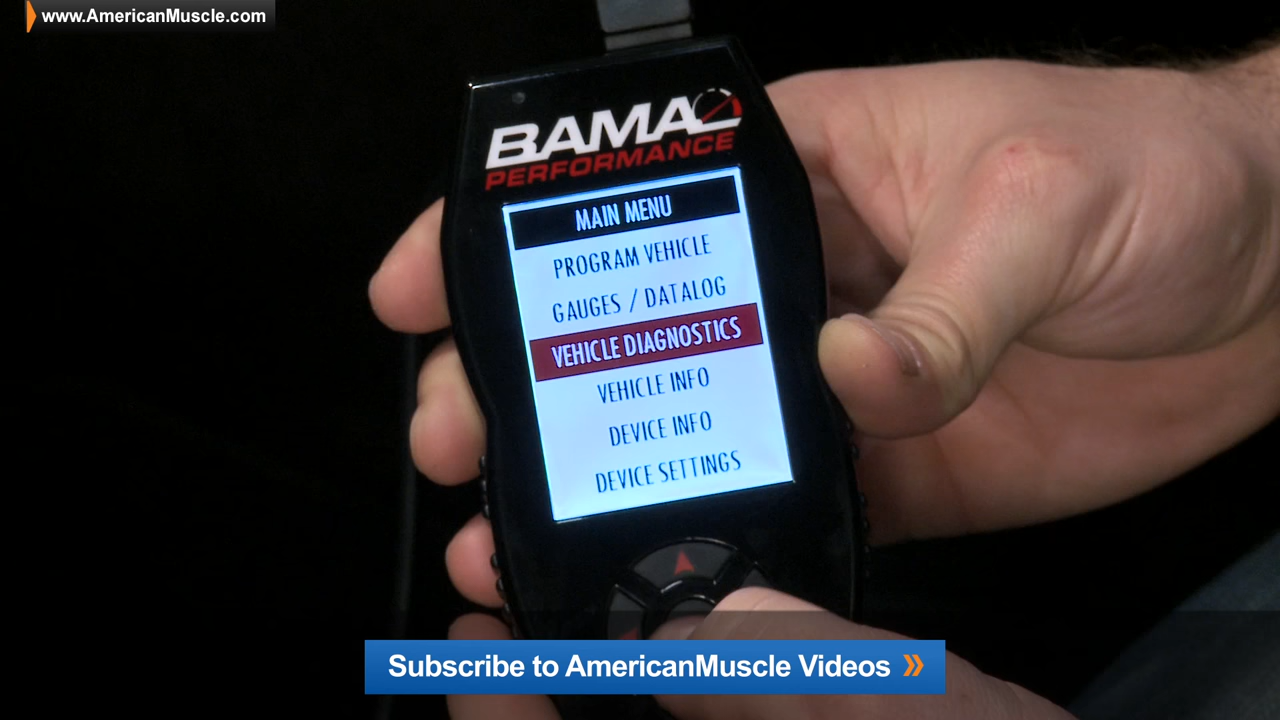 www.AmericanMuscle.com
BAMA
PERFORMANCE
MAIN MENU
PROGRAM VEHICLE
GAUGES / DATALOG
VEHICLE DIAGNOSTICS
VEHICLE INFO
DEVICE INFO
DEVICE SETTINGS
Subscribe to AmericanMuscle Videos »